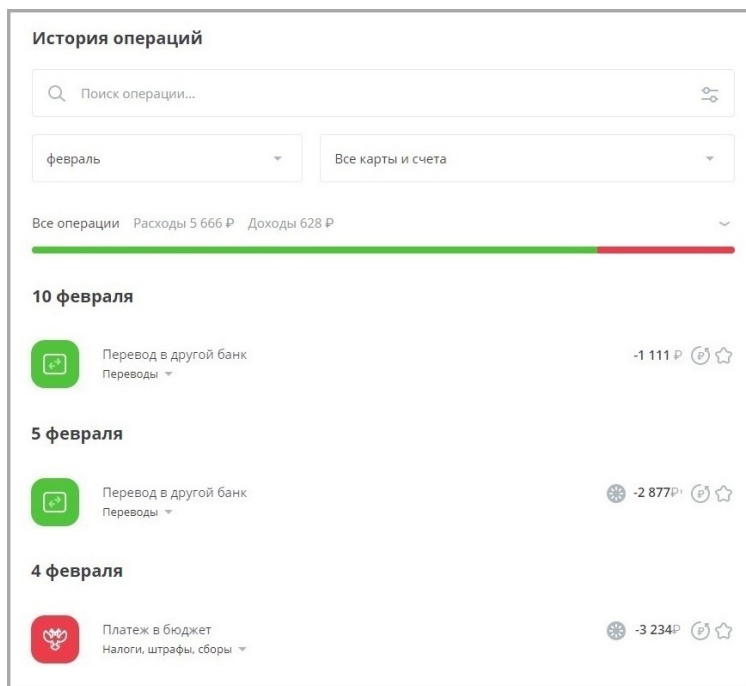 История операций
Поиск операции...
февраль
Все карты и счета
Все операции Расходы 5 666 ₽ Доходы 628 ₽
10 февраля
Перевод в другой банк
-1 111 ₽
Переводы
5 февраля
Перевод в другой банк
-2 877₽
Переводы
4 февраля
Платеж в бюджет
-3 234₽
Налоги, штрафы, сборы